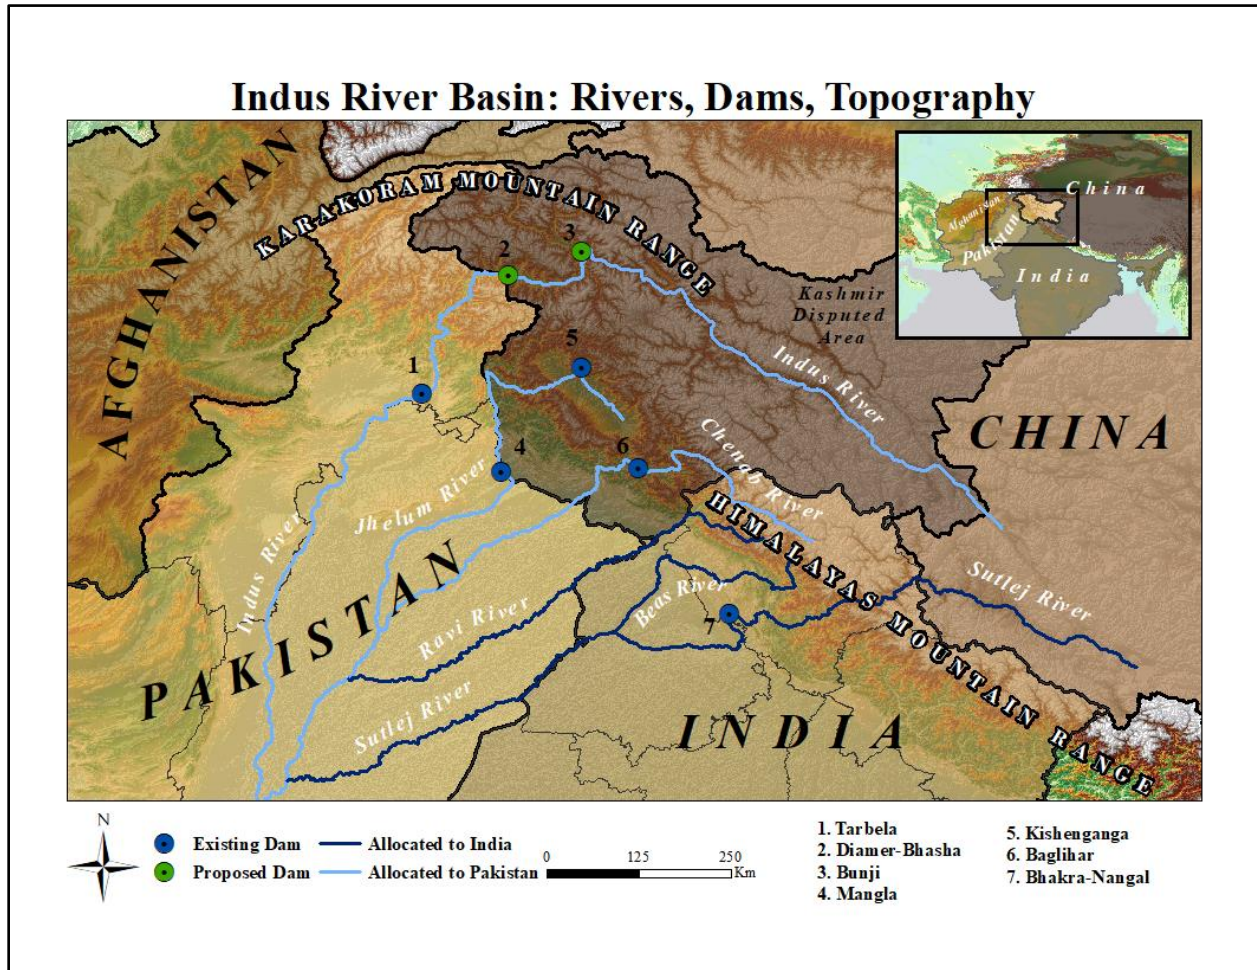 Indus River Basin: Rivers, Dams, Topography
AFGHANISTAN
KARAKORAM MOUNTAIN RANGE
China
Afghanistan
Pakistan
India
Kashmir
Disputed
Area
2
3
1
5
4
6
7
Indus River
CHINA
Chenab River
Jhelum River
Indus River
HIMALAYAS MOUNTAIN RANGE
Sutlej River
Beas River
Ravi River
PAKISTAN
Sutlej River
INDIA
N
Existing Dam
Allocated to India
Proposed Dam
Allocated to Pakistan
0 125 250
Km
1. Tarbela
2. Diamer-Bhasha
3. Bunji
4. Mangla
5. Kishenganga
6. Baglihar
7. Bhakra-Nangal